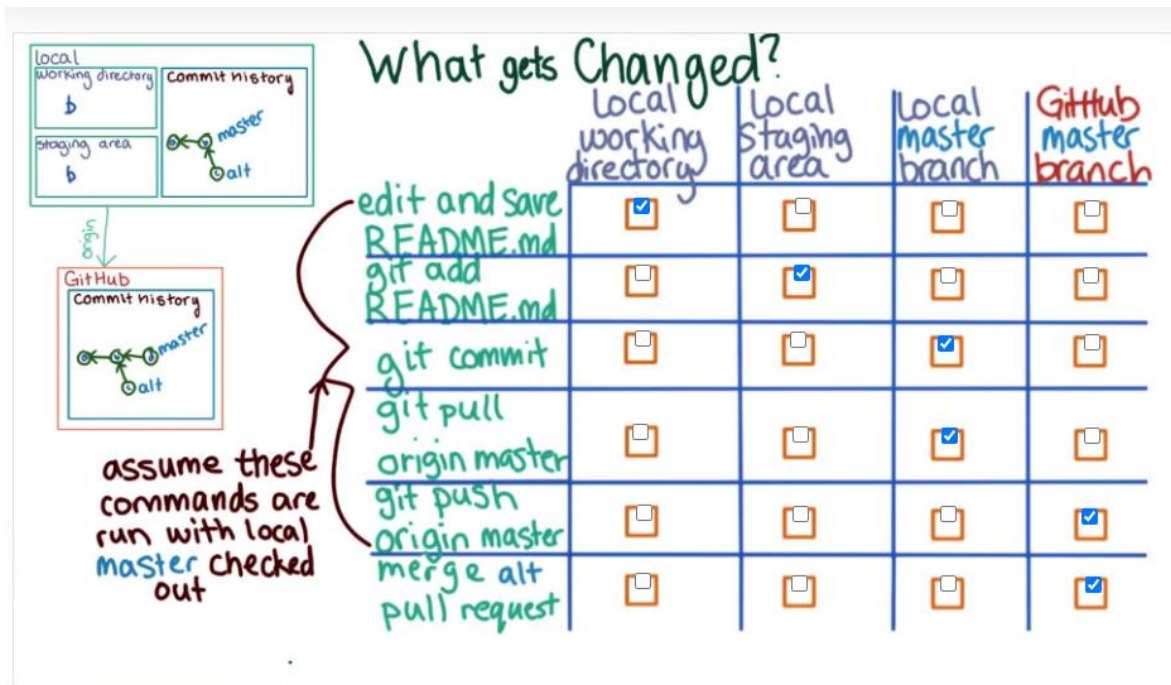 What gets Changed?
local
working directory
b
staging area
b
Commit history
master
alt
origin
GitHub
Commit history
master
alt
assume these
commands are
run with local
master checked
out
Local
working
directory
Local
Staging
area
Local
master
branch
GitHub
master
branch
edit and save
README.md
git add
README.md
git commit
git pull
origin master
git push
origin master
merge alt
pull request